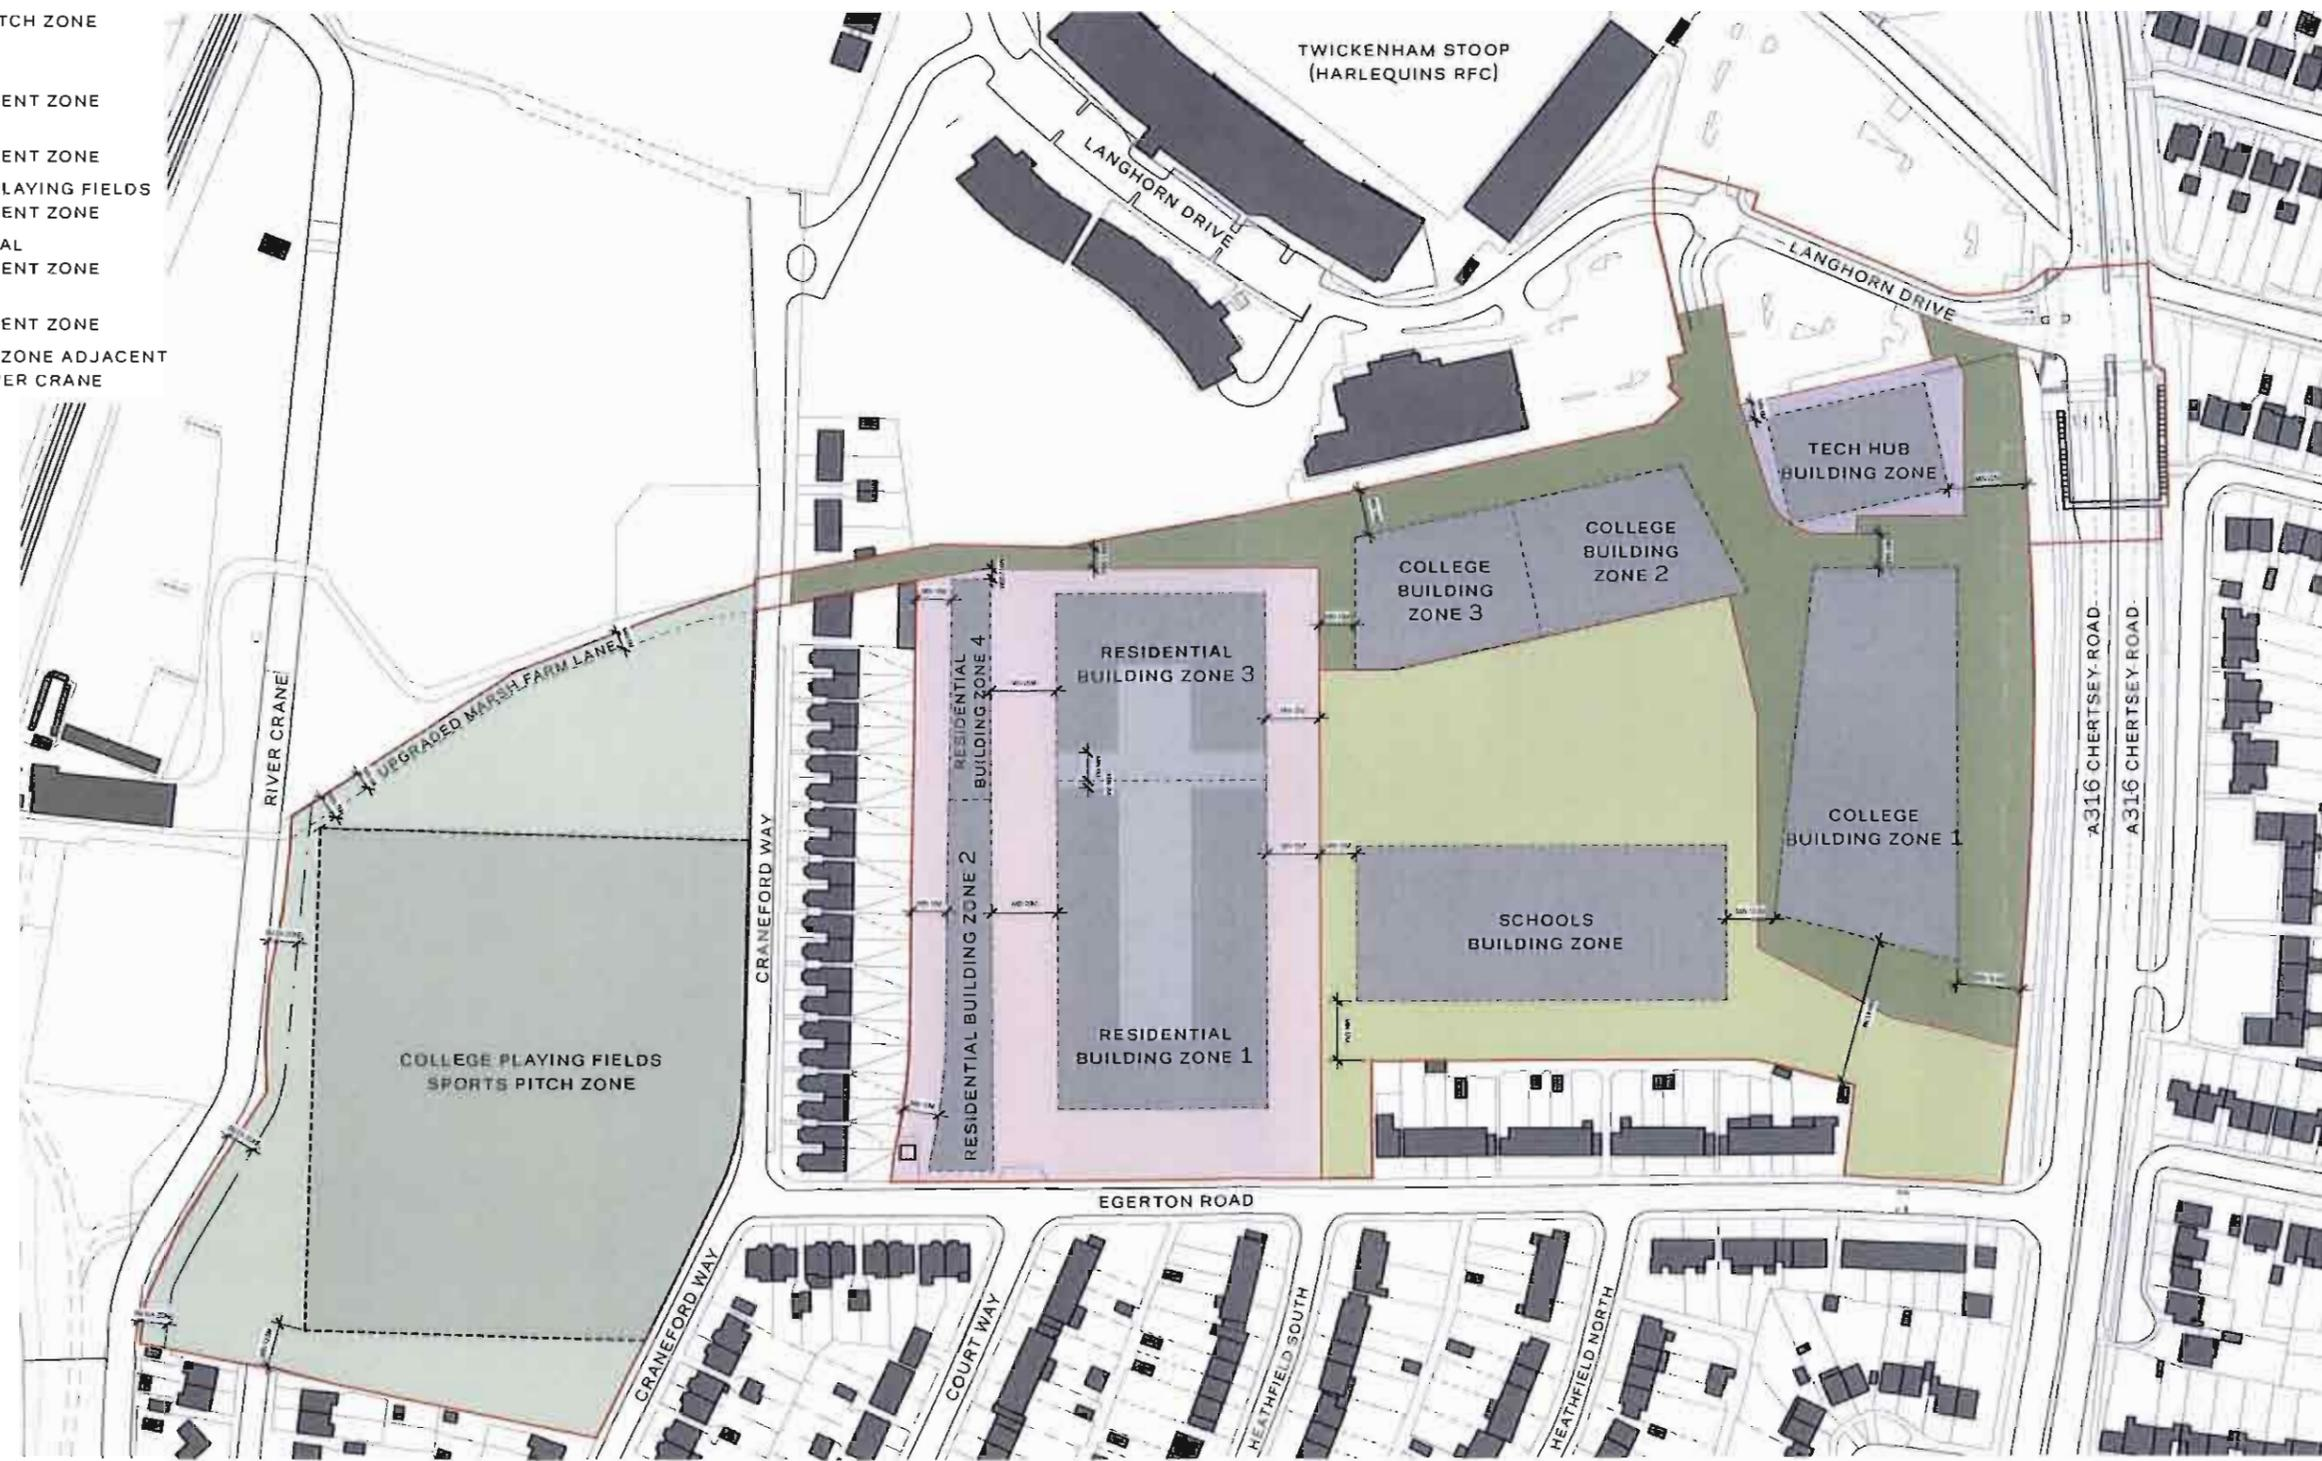 TCH ZONE
ENT ZONE
ENT ZONE
LAYING FIELDS
ENT ZONE
AL
ENT ZONE
ENT ZONE
ZONE ADJACENT
ER CRANE
TWICKENHAM STOOP
(HARLEQUINS RFC)
LANGHORN DRIVE
LANGHORN DRIVE
TECH HUB
BUILDING ZONE
COLLEGE
BUILDING
ZONE 2
COLLEGE
BUILDING
ZONE 3
RIVER CRANE
UPGRADED MARSH FARM LANE
CRANEFORD WAY
RESIDENTIAL
BUILDING ZONE 4
RESIDENTIAL
BUILDING ZONE 3
RESIDENTIAL BUILDING ZONE 2
RESIDENTIAL
BUILDING ZONE 1
COLLEGE
BUILDING ZONE 1
SCHOOLS
BUILDING ZONE
A316 CHERTSEY ROAD
A316 CHERTSEY ROAD
COLLEGE PLAYING FIELDS
SPORTS PITCH ZONE
EGERTON ROAD
CRANEFORD WAY
COURT WAY
HEATHFIELD SOUTH
HEATHFIELD NORTH